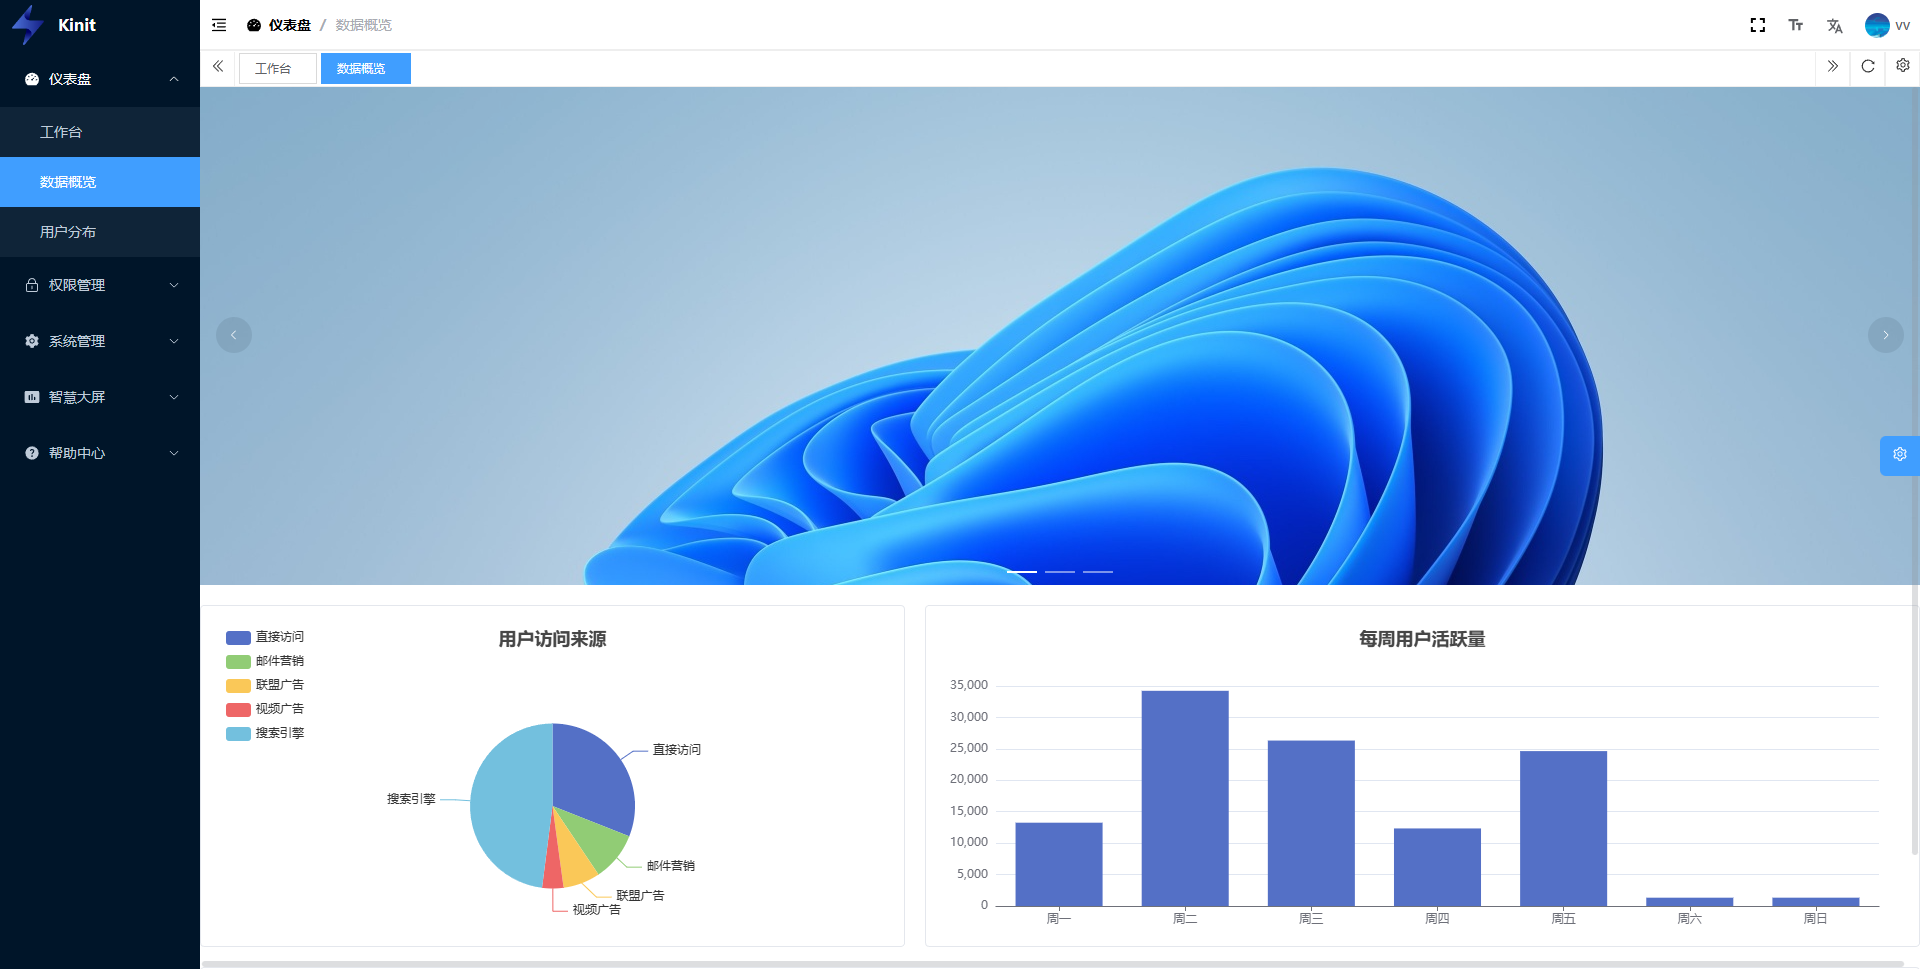 Kinit
仪表盘 / 数据概览
vv
仪表盘
工作台
数据概览
用户分布
权限管理
系统管理
智慧大屏
帮助中心
工作台
数据概览
用户访问来源
直接访问
邮件营销
联盟广告
视频广告
搜索引擎
直接访问
搜索引擎
邮件营销
联盟广告
视频广告
每周用户活跃量
35,000
30,000
25,000
20,000
15,000
10,000
5,000
0
周一 周二 周三 周四 周五 周六 周日